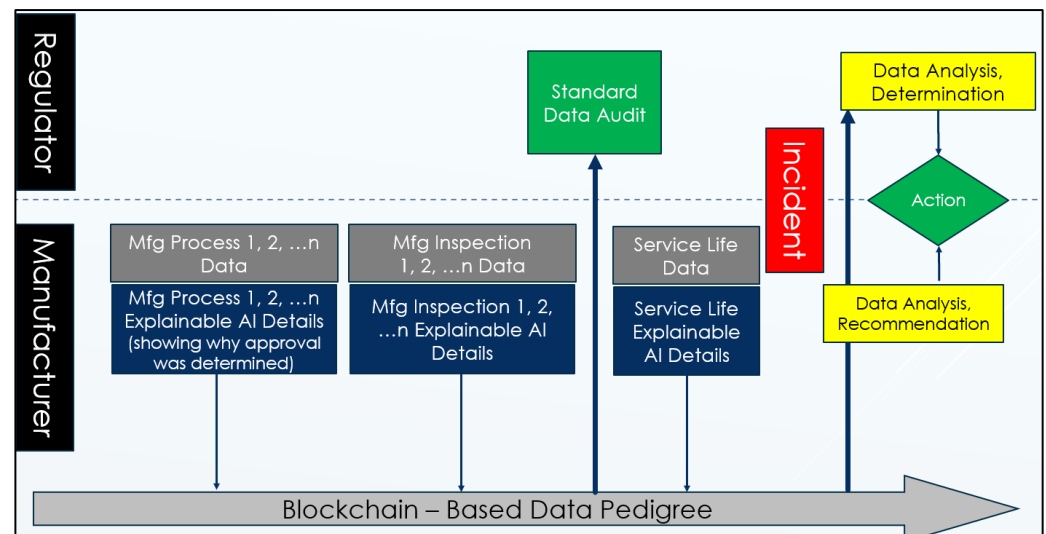 Regulator
Standard
Data Audit
Data Analysis,
Determination
Incident
Action
Manufacturer
Mfg Process 1, 2, …n
Data
Mfg Process 1, 2, …n
Explainable AI Details
(showing why approval
was determined)
Mfg Inspection
1, 2, …n Data
Mfg Inspection 1, 2,
…n Explainable AI
Details
Service Life
Data
Service Life
Explainable
AI Details
Data Analysis,
Recommendation
Blockchain – Based Data Pedigree